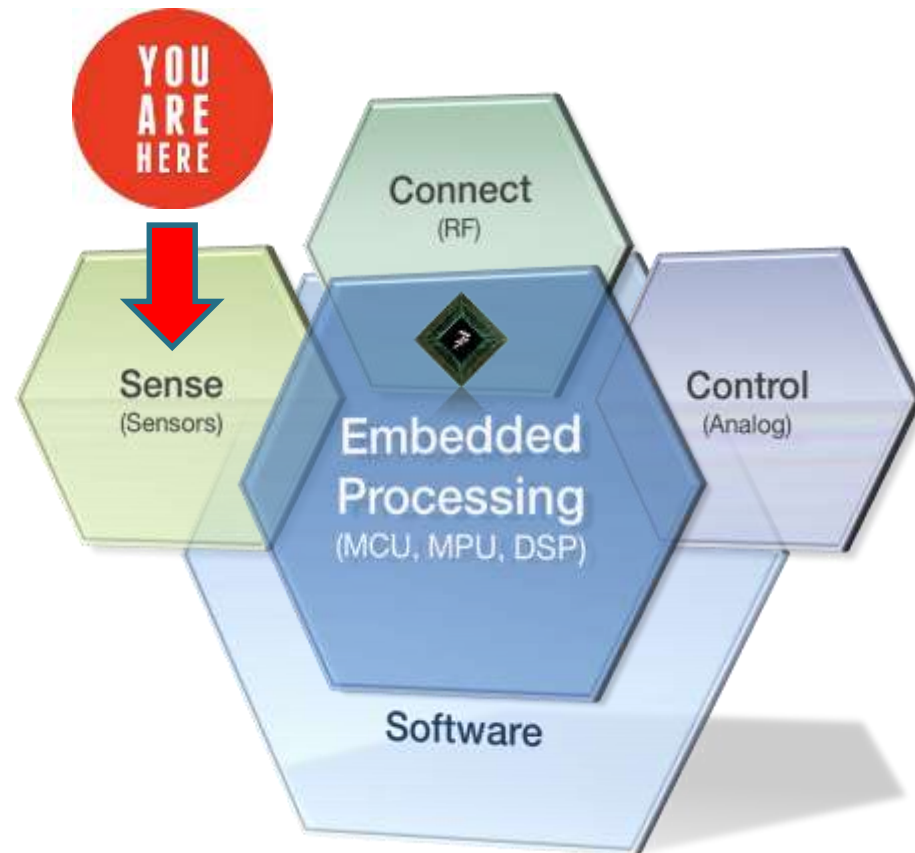 YOU
ARE
HERE
Connect
(RF)
Sense
(Sensors)
Control
(Analog)
Embedded
Processing
(MCU, MPU, DSP)
Software